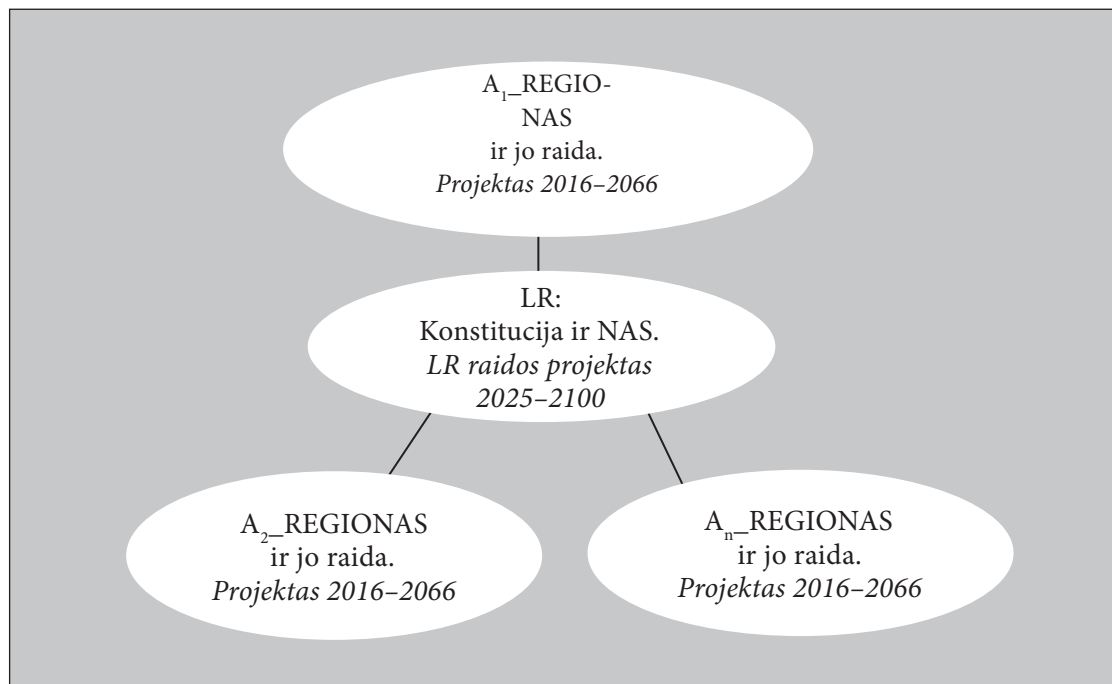 A₁_REGIO-
NAS
ir jo raida.
Projektas 2016–2066
LR:
Konstitucija ir NAS.
LR raidos projektas
2025–2100
A₂_REGIONAS
ir jo raida.
Projektas 2016–2066
Aₙ_REGIONAS
ir jo raida.
Projektas 2016–2066